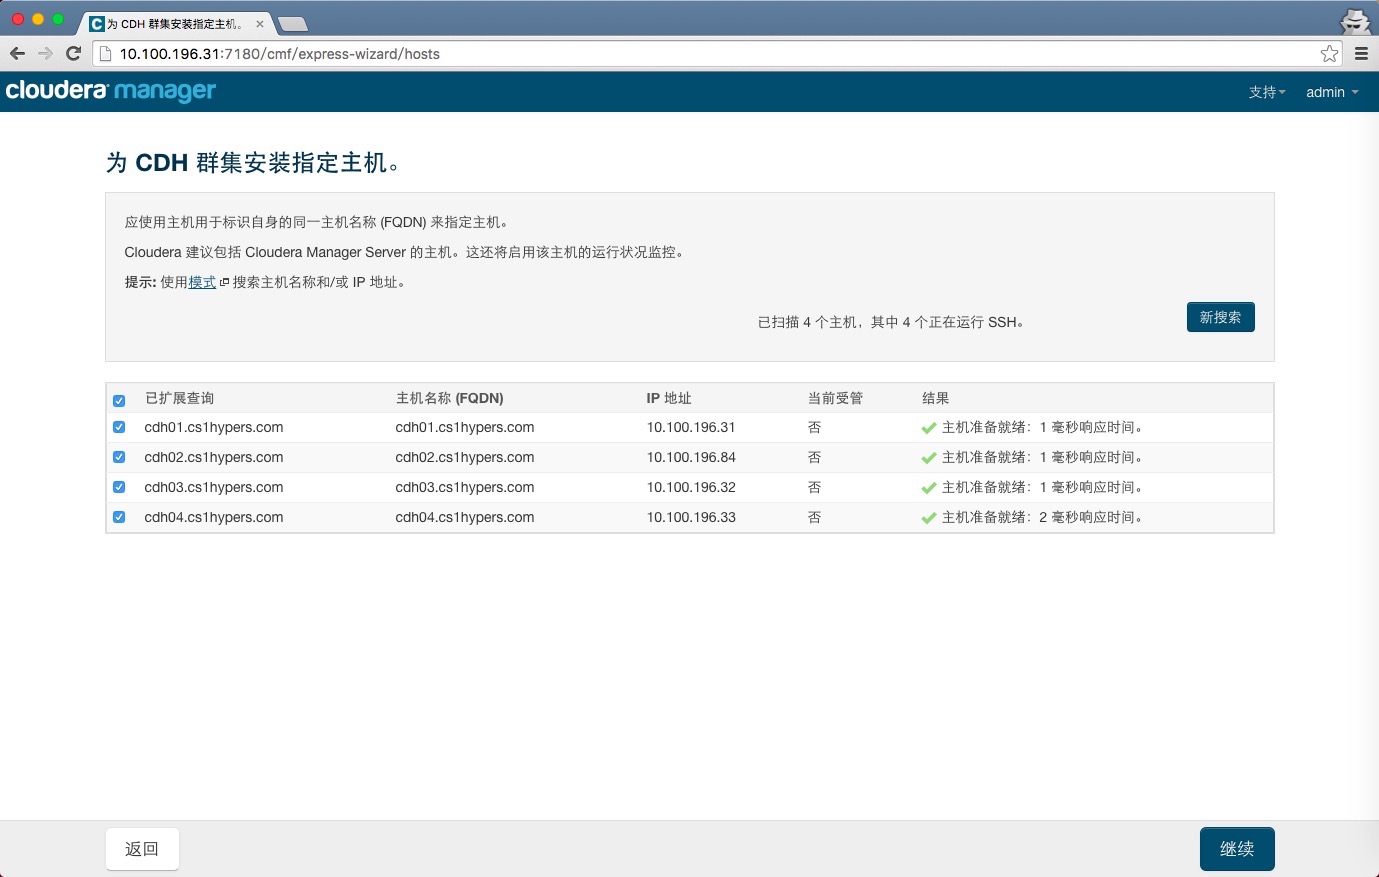 为 CDH 群集安装指定主机。
10.100.196.31:7180/cmf/express-wizard/hosts
cloudera manager
支持
admin
为 CDH 群集安装指定主机。
应使用主机用于标识自身的同一主机名称 (FQDN) 来指定主机。
Cloudera 建议包括 Cloudera Manager Server 的主机。这还将启用该主机的运行状况监控。
提示: 使用模式 搜索主机名称和/或 IP 地址。
已扫描 4 个主机，其中 4 个正在运行 SSH。
新搜索
已扩展查询 主机名称 (FQDN) IP 地址 当前受管 结果
cdh01.cs1hypers.com cdh01.cs1hypers.com 10.100.196.31 否 主机准备就绪：1 毫秒响应时间。
cdh02.cs1hypers.com cdh02.cs1hypers.com 10.100.196.84 否 主机准备就绪：1 毫秒响应时间。
cdh03.cs1hypers.com cdh03.cs1hypers.com 10.100.196.32 否 主机准备就绪：1 毫秒响应时间。
cdh04.cs1hypers.com cdh04.cs1hypers.com 10.100.196.33 否 主机准备就绪：2 毫秒响应时间。
返回
继续